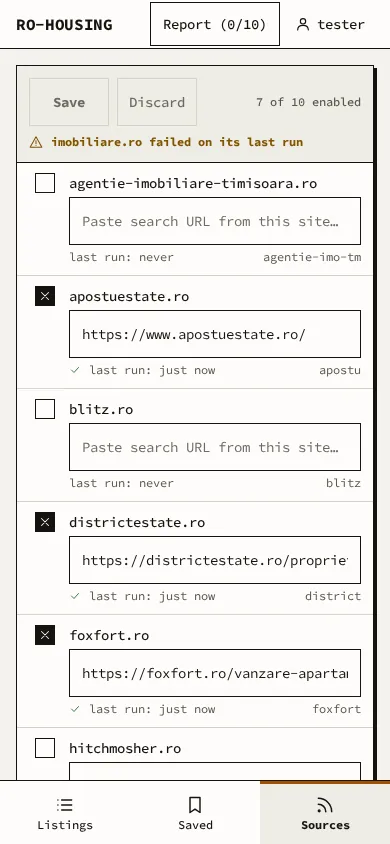 RO-HOUSING
Report (0/10)
tester
Save
Discard
7 of 10 enabled
imobiliare.ro failed on its last run
agentie-imobiliare-timisoara.ro
Paste search URL from this site…
last run: never
agentie-imo-tm
apostuestate.ro
https://www.apostuestate.ro/
last run: just now
apostu
blitz.ro
Paste search URL from this site…
last run: never
blitz
districtestate.ro
https://districtestate.ro/propriet
last run: just now
district
foxfort.ro
https://foxfort.ro/vanzare-apartam
last run: just now
foxfort
hitchmosher.ro
Listings
Saved
Sources